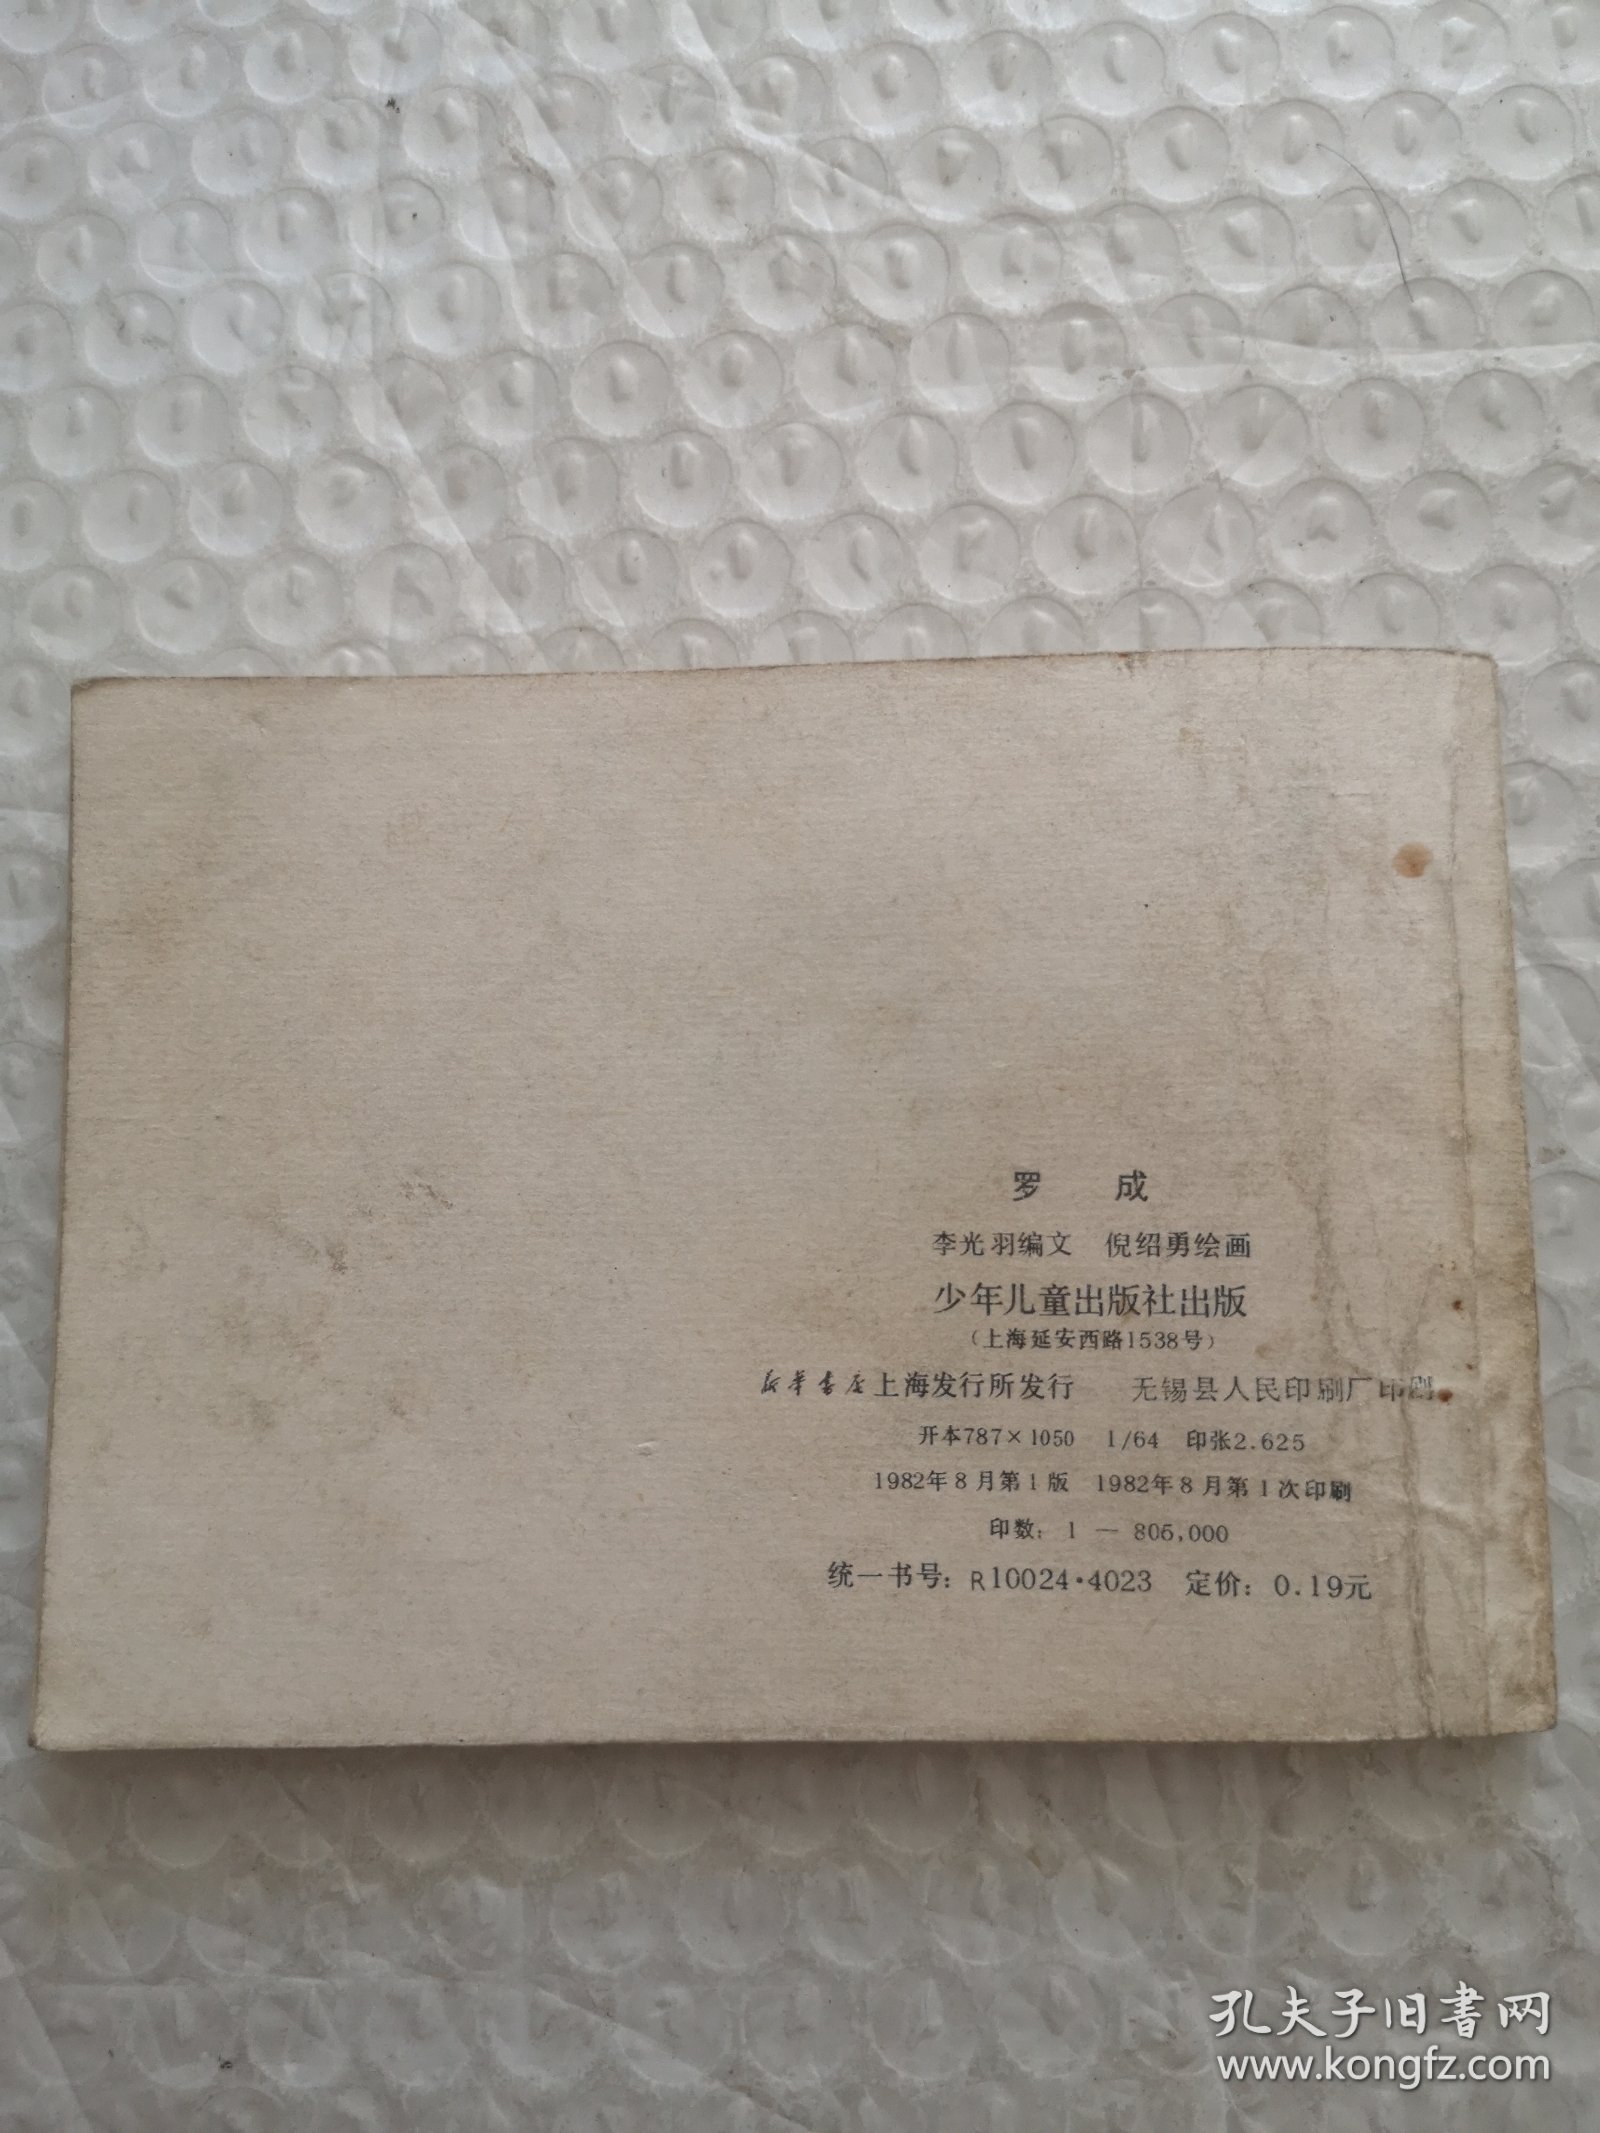 罗 成
李光羽编文 倪绍勇绘画
少年儿童出版社出版
（上海延安西路1538号）
新华书店上海发行所发行 无锡县人民印刷厂印刷
开本787×1050 1/64 印张2.625
1982年8月第1版 1982年8月第1次印刷
印数：1—805,000
统一书号：R10024·4023 定价：0.19元
孔夫子旧书网
www.kongfz.com